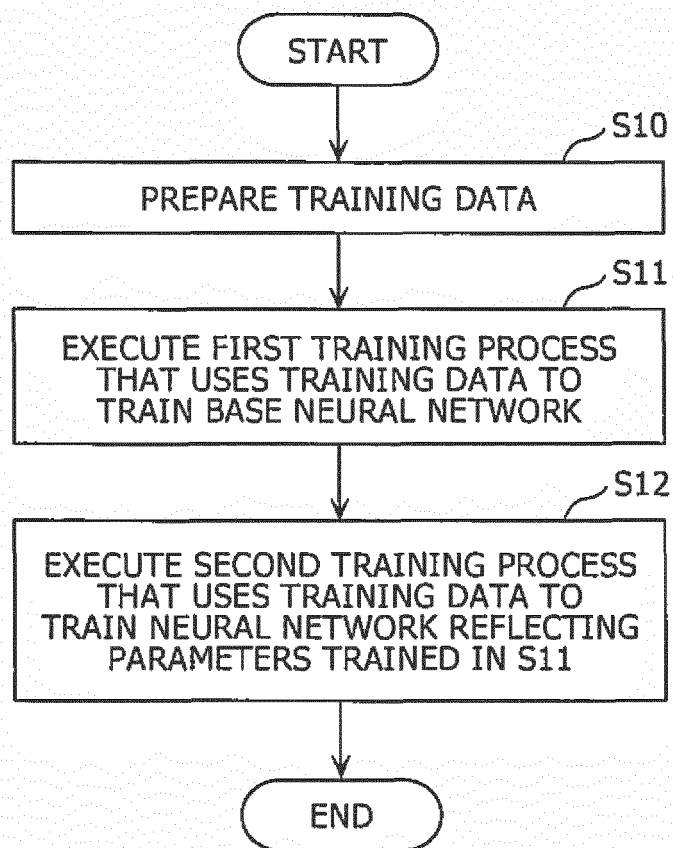 START
S10
PREPARE TRAINING DATA
S11
EXECUTE FIRST TRAINING PROCESS
THAT USES TRAINING DATA TO
TRAIN BASE NEURAL NETWORK
S12
EXECUTE SECOND TRAINING PROCESS
THAT USES TRAINING DATA TO
TRAIN NEURAL NETWORK REFLECTING
PARAMETERS TRAINED IN S11
END